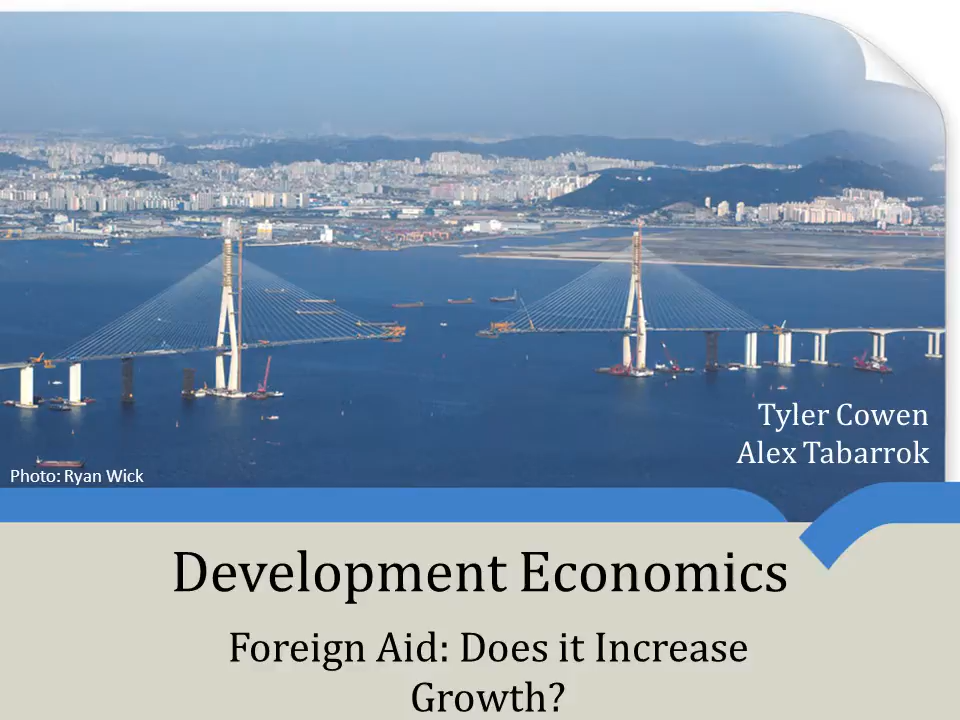 Tyler Cowen
Alex Tabarrok
Photo: Ryan Wick
Development Economics
Foreign Aid: Does it Increase
Growth?